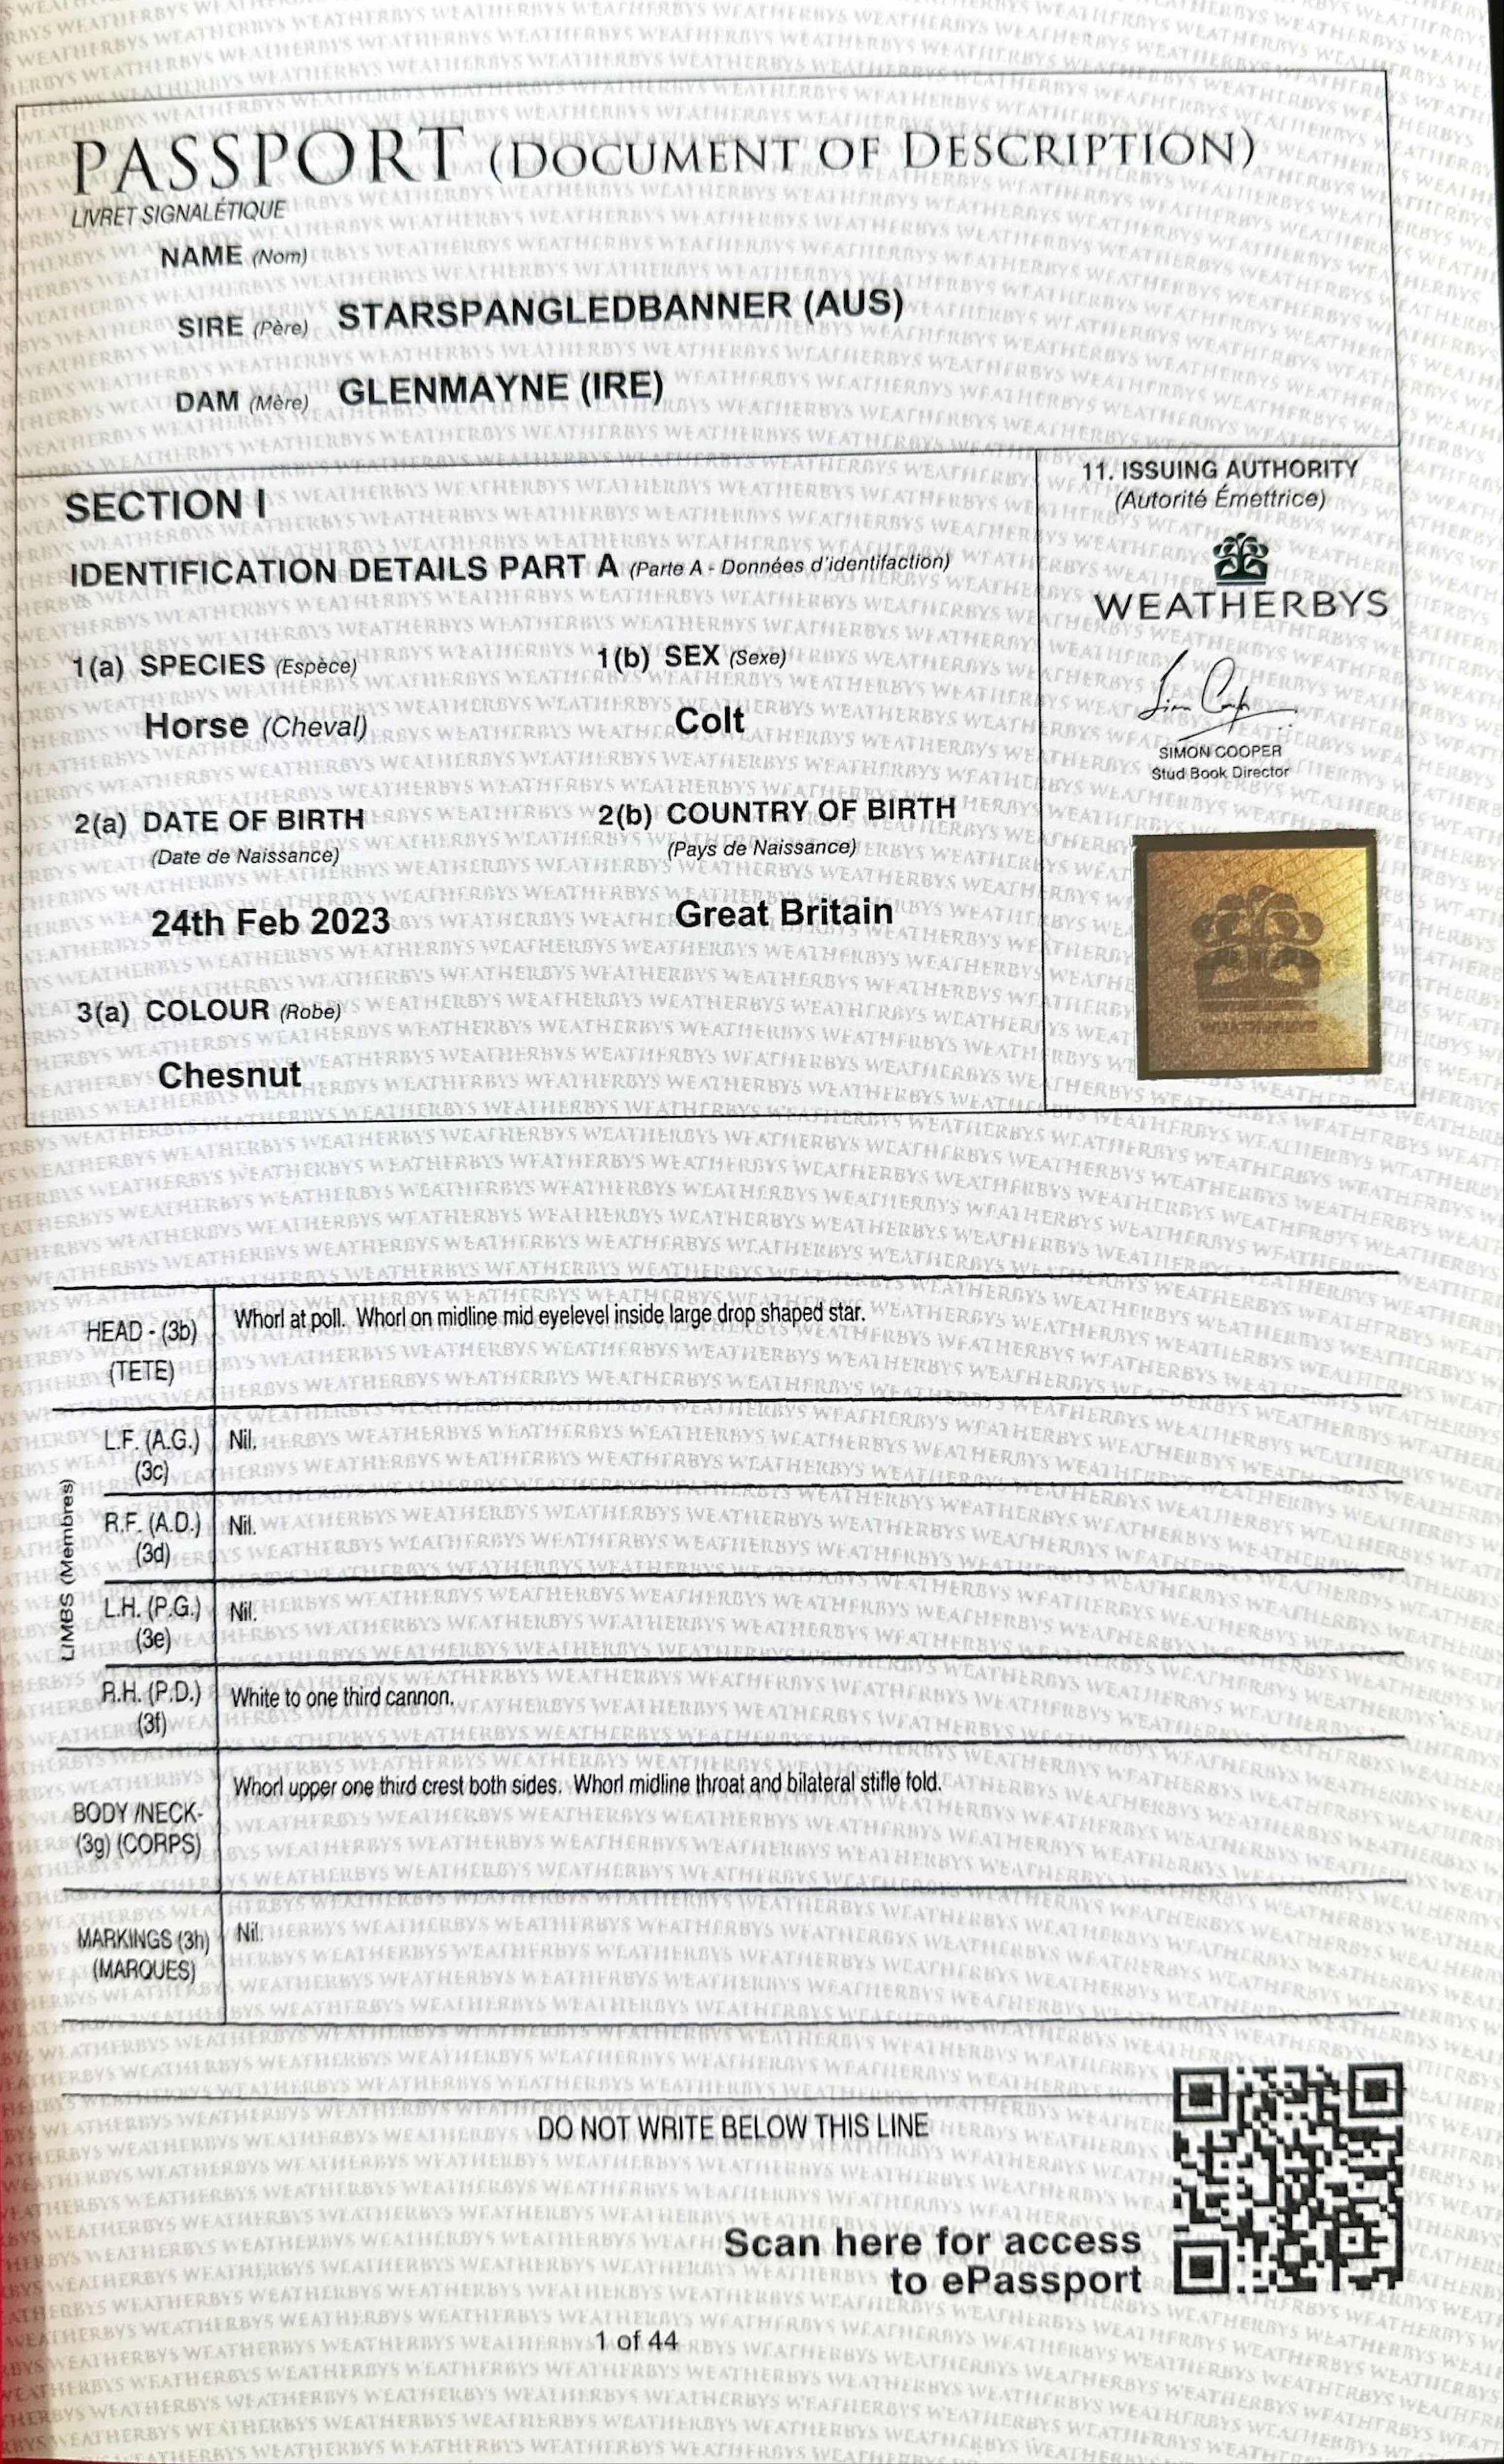 PASSPORT (DOCUMENT OF DESCRIPTION)
LIVRET SIGNALÉTIQUE
NAME (Nom)
SIRE (Père) STARSPANGLEDBANNER (AUS)
DAM (Mère) GLENMAYNE (IRE)
SECTION I
IDENTIFICATION DETAILS PART A (Parte A - Données d'identifaction)
1(a) SPECIES (Espèce)
1(b) SEX (Sexe)
Horse (Cheval)
Colt
2(a) DATE OF BIRTH
(Date de Naissance)
2(b) COUNTRY OF BIRTH
(Pays de Naissance)
24th Feb 2023
Great Britain
3(a) COLOUR (Robe)
Chesnut
11. ISSUING AUTHORITY
(Autorité Émettrice)
WEATHERBYS
SIMON COOPER
Stud Book Director
WEATHERBYS
HEAD - (3b)
(TETE)
Whorl at poll. Whorl on midline mid eyelevel inside large drop shaped star.
LIMBS (Membres)
L.F. (A.G.)
(3c)
Nil.
R.F. (A.D.)
(3d)
Nil.
L.H. (P.G.)
(3e)
Nil.
R.H. (P.D.)
(3f)
White to one third cannon.
BODY /NECK-
(3g) (CORPS)
Whorl upper one third crest both sides. Whorl midline throat and bilateral stifle fold.
MARKINGS (3h)
(MARQUES)
Nil.
DO NOT WRITE BELOW THIS LINE
Scan here for access
to ePassport
1 of 44